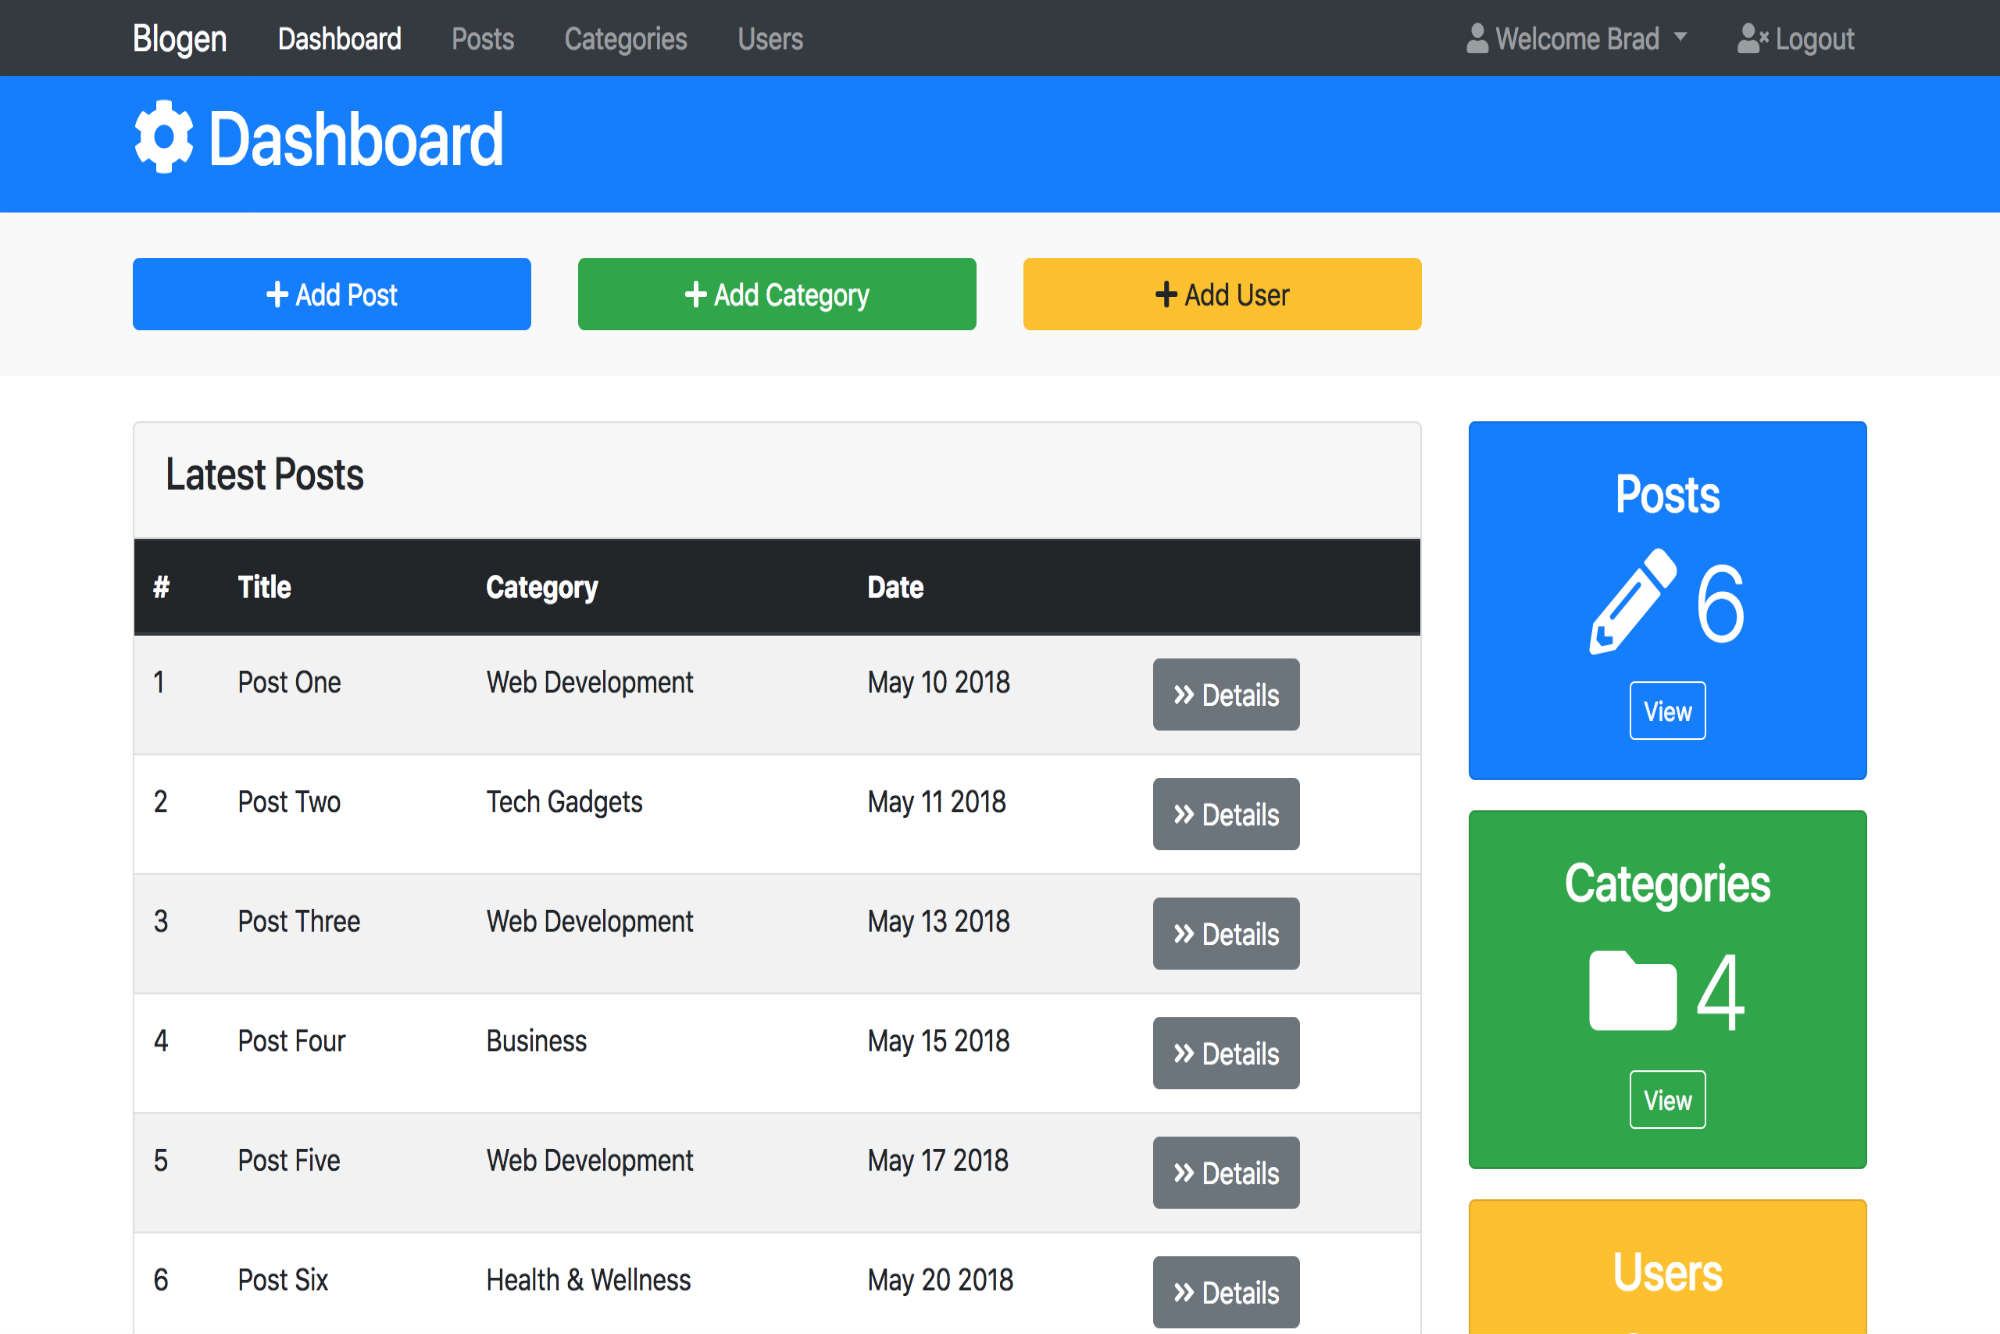 Blogen Dashboard Posts Categories Users Welcome Brad Logout
Dashboard
Add Post Add Category Add User
Latest Posts
# Title Category Date
1 Post One Web Development May 10 2018 Details
2 Post Two Tech Gadgets May 11 2018 Details
3 Post Three Web Development May 13 2018 Details
4 Post Four Business May 15 2018 Details
5 Post Five Web Development May 17 2018 Details
6 Post Six Health & Wellness May 20 2018 Details
Posts
6
View
Categories
4
View
Users